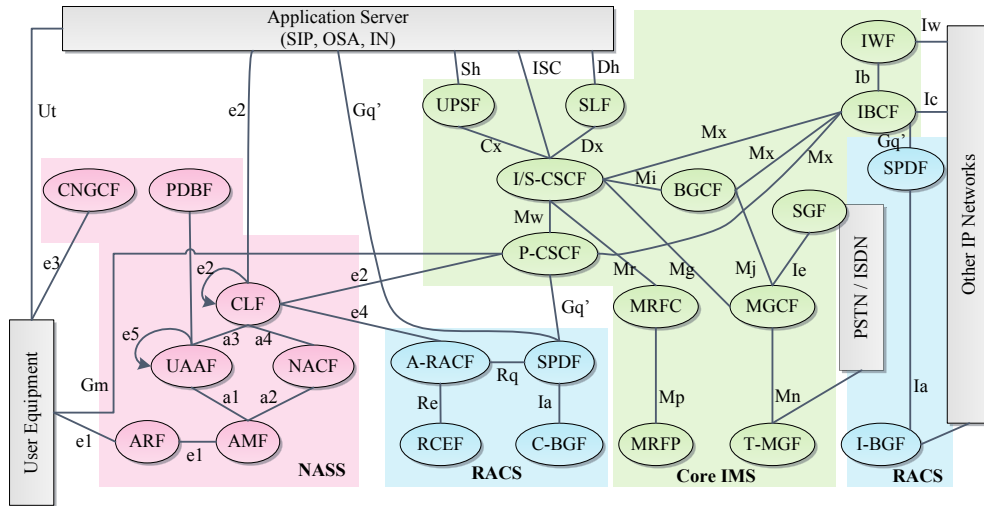 Application Server
(SIP, OSA, IN)
IWF
Iw
Sh
ISC
Dh
Ib
Ut
e2
Gq’
UPSF
SLF
IBCF
Ic
Cx
Dx
Mx
Mx
Mx
Gq’
SPDF
CNGCF
PDBF
I/S-CSCF
Mi
BGCF
SGF
Mw
P-CSCF
e3
e2
e2
Mr
Mg
Mj
Ie
CLF
e4
Gq’
MRFC
MGCF
PSTN / ISDN
Other IP Networks
e5
a3
a4
UAAF
NACF
A-RACF
Rq
SPDF
User Equipment
Gm
a1
a2
Re
Ia
Mp
Mn
Ia
e1
ARF
e1
AMF
RCEF
C-BGF
MRFP
T-MGF
I-BGF
NASS
RACS
Core IMS
RACS